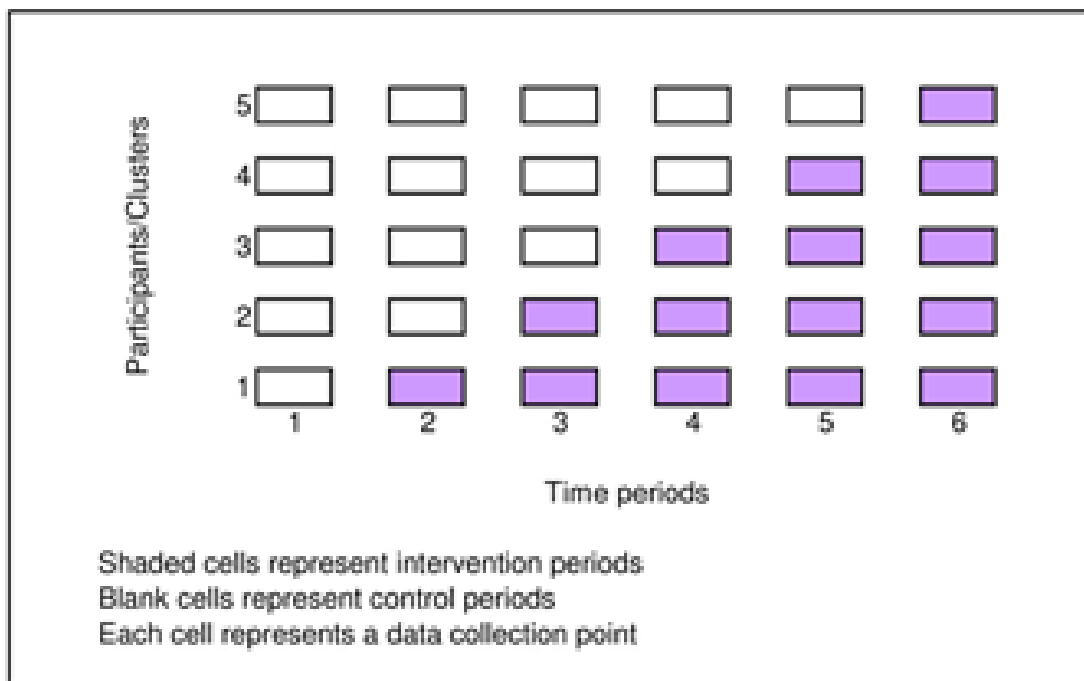 Participants/Clusters
5
4
3
2
1
1 2 3 4 5 6
Time periods
Shaded cells represent intervention periods
Blank cells represent control periods
Each cell represents a data collection point